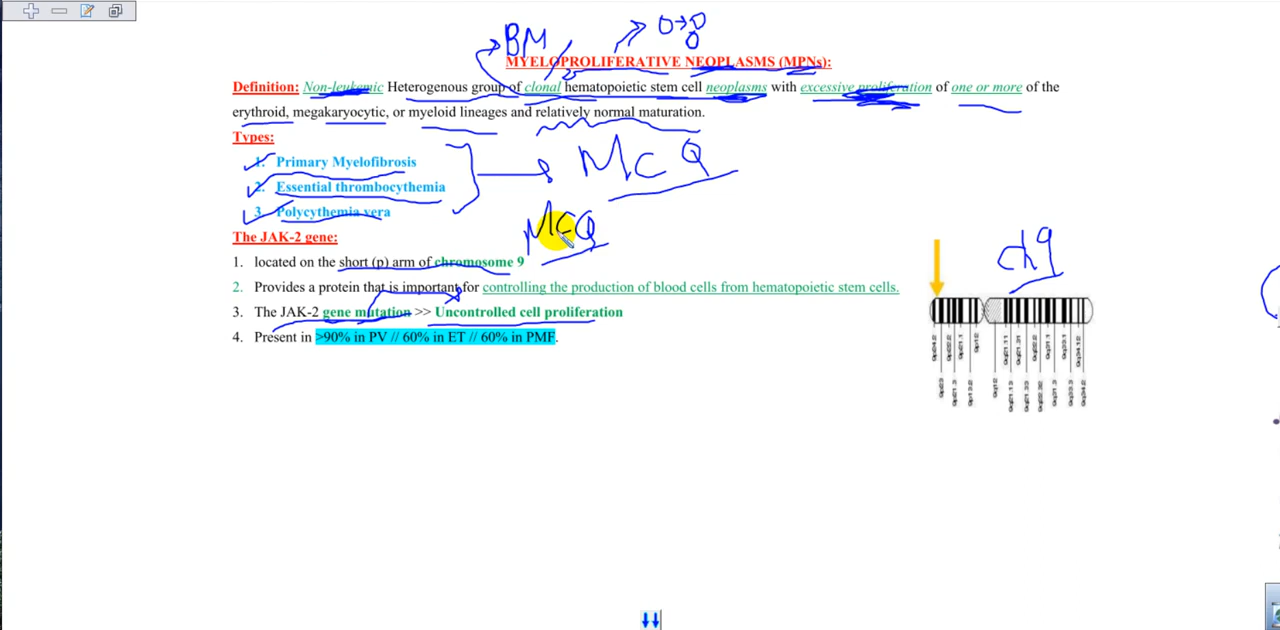 BM
MYELOPROLIFERATIVE NEOPLASMS (MPNs):
Definition: Non-leukemic Heterogenous group of clonal hematopoietic stem cell neoplasms with excessive proliferation of one or more of the
erythroid, megakaryocytic, or myeloid lineages and relatively normal maturation.
Types:
1. Primary Myelofibrosis
MCQ
2. Essential thrombocythemia
3. Polycythemia vera
MCQ
The JAK-2 gene:
1. located on the short (p) arm of chromosome 9
ch 9
2. Provides a protein that is important for controlling the production of blood cells from hematopoietic stem cells.
3. The JAK-2 gene mutation >> Uncontrolled cell proliferation
4. Present in >90% in PV // 60% in ET // 60% in PMF.